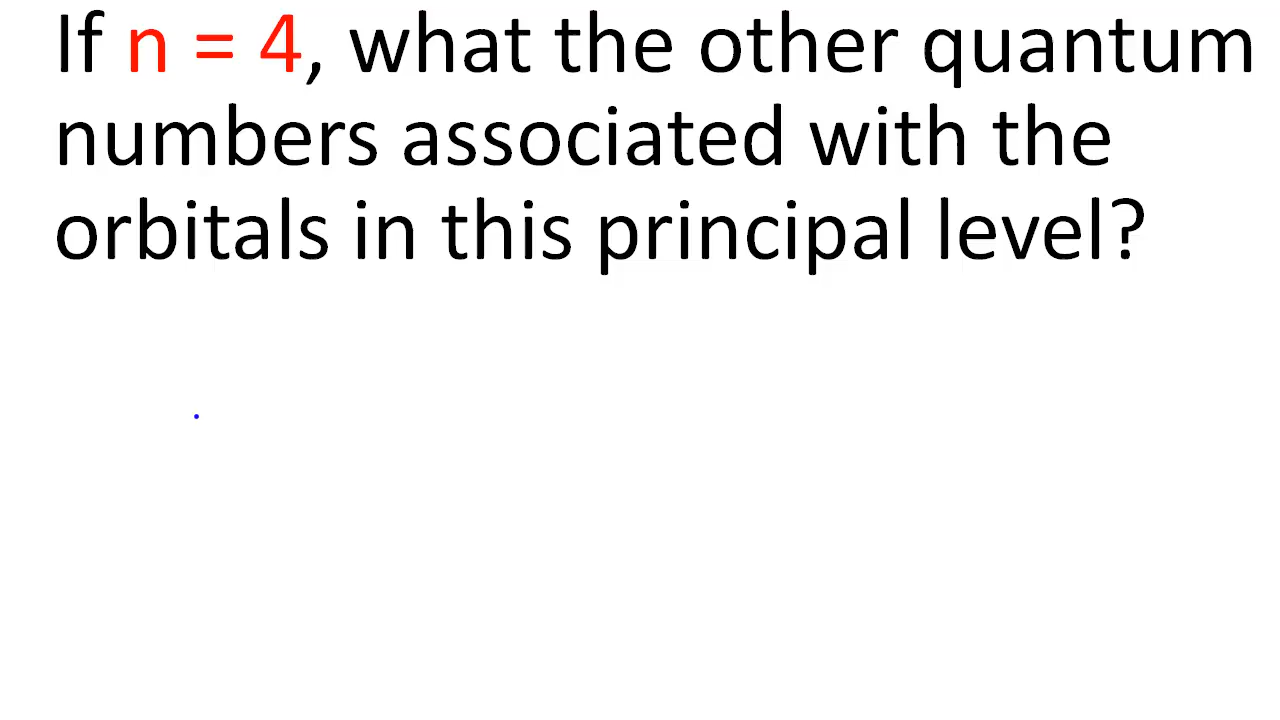 If n = 4, what the other quantum
numbers associated with the
orbitals in this principal level?